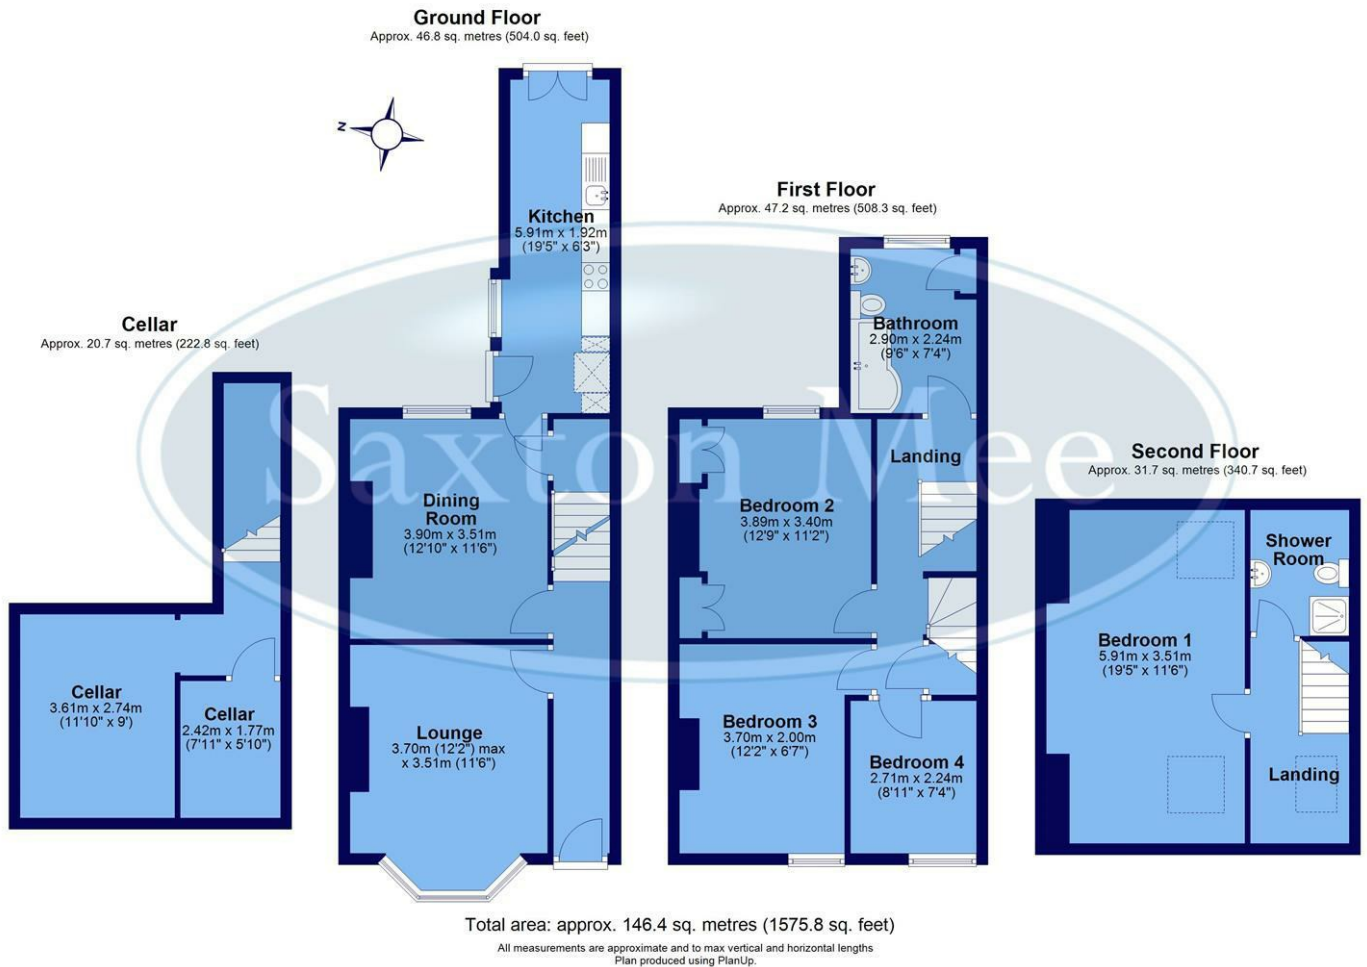 Ground Floor
Approx. 46.8 sq. metres (504.0 sq. feet)
N
Kitchen
5.91m x 1.92m
(19'5" x 6'3")
Dining
Room
3.90m x 3.51m
(12'10" x 11'6")
Lounge
3.70m (12'2") max
x 3.51m (11'6")
First Floor
Approx. 47.2 sq. metres (508.3 sq. feet)
Bathroom
2.90m x 2.24m
(9'6" x 7'4")
Landing
Bedroom 2
3.89m x 3.40m
(12'9" x 11'2")
Bedroom 3
3.70m x 2.00m
(12'2" x 6'7")
Bedroom 4
2.71m x 2.24m
(8'11" x 7'4")
Cellar
Approx. 20.7 sq. metres (222.8 sq. feet)
Cellar
3.61m x 2.74m
(11'10" x 9')
Cellar
2.42m x 1.77m
(7'11" x 5'10")
Second Floor
Approx. 31.7 sq. metres (340.7 sq. feet)
Shower
Room
Bedroom 1
5.91m x 3.51m
(19'5" x 11'6")
Landing
Saxton Mee
Total area: approx. 146.4 sq. metres (1575.8 sq. feet)
All measurements are approximate and to max vertical and horizontal lengths
Plan produced using PlanUp.